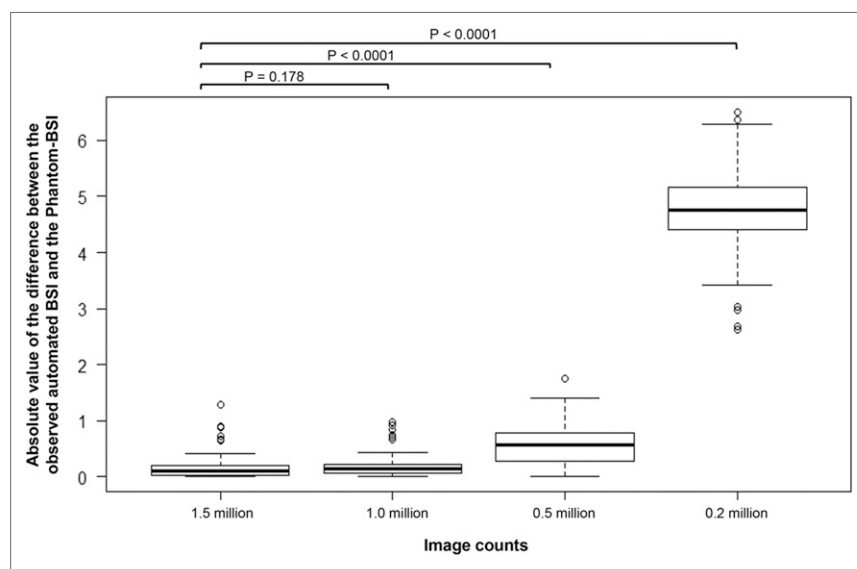 P < 0.0001
P < 0.0001
P = 0.178
Absolute value of the difference between the
observed automated BSI and the Phantom-BSI
6
5
4
3
2
1
0
1.5 million
1.0 million
0.5 million
0.2 million
Image counts